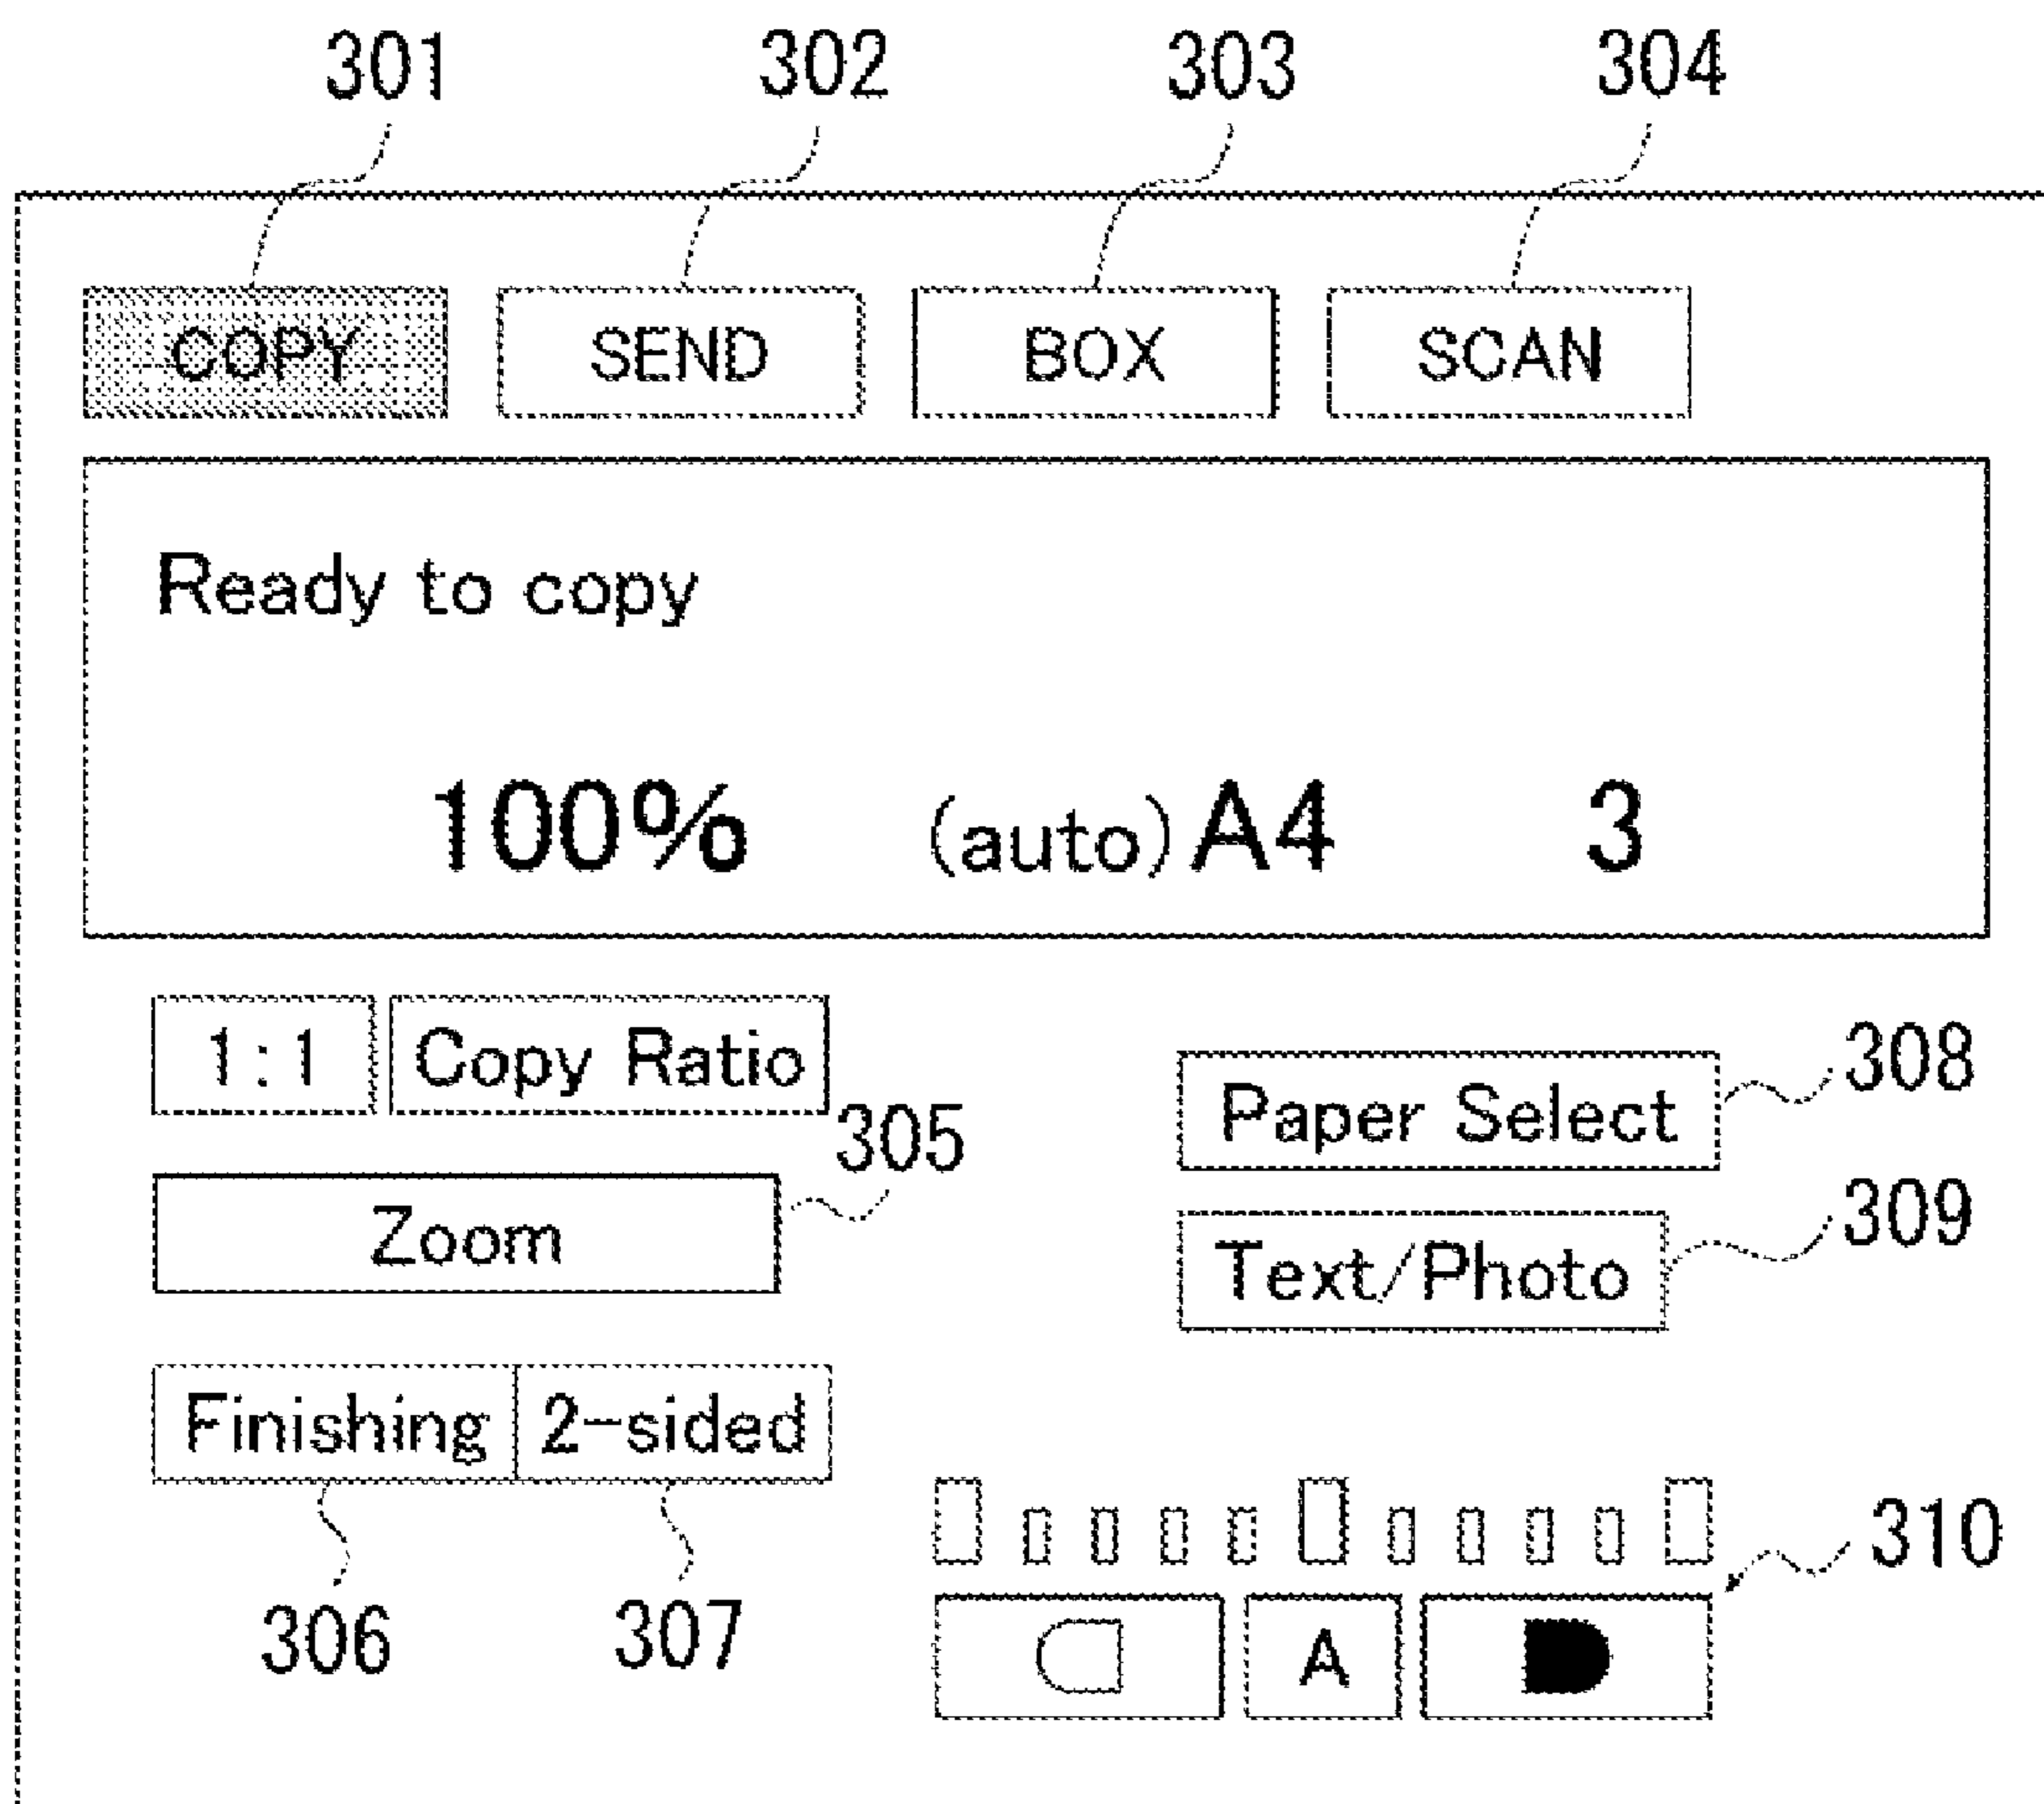 301 302 303 304
COPY SEND BOX SCAN
Ready to copy
100% (auto) A4 3
1:1 Copy Ratio
308
Paper Select
305
Zoom
309
Text/Photo
Finishing 2-sided
310
306 307
A